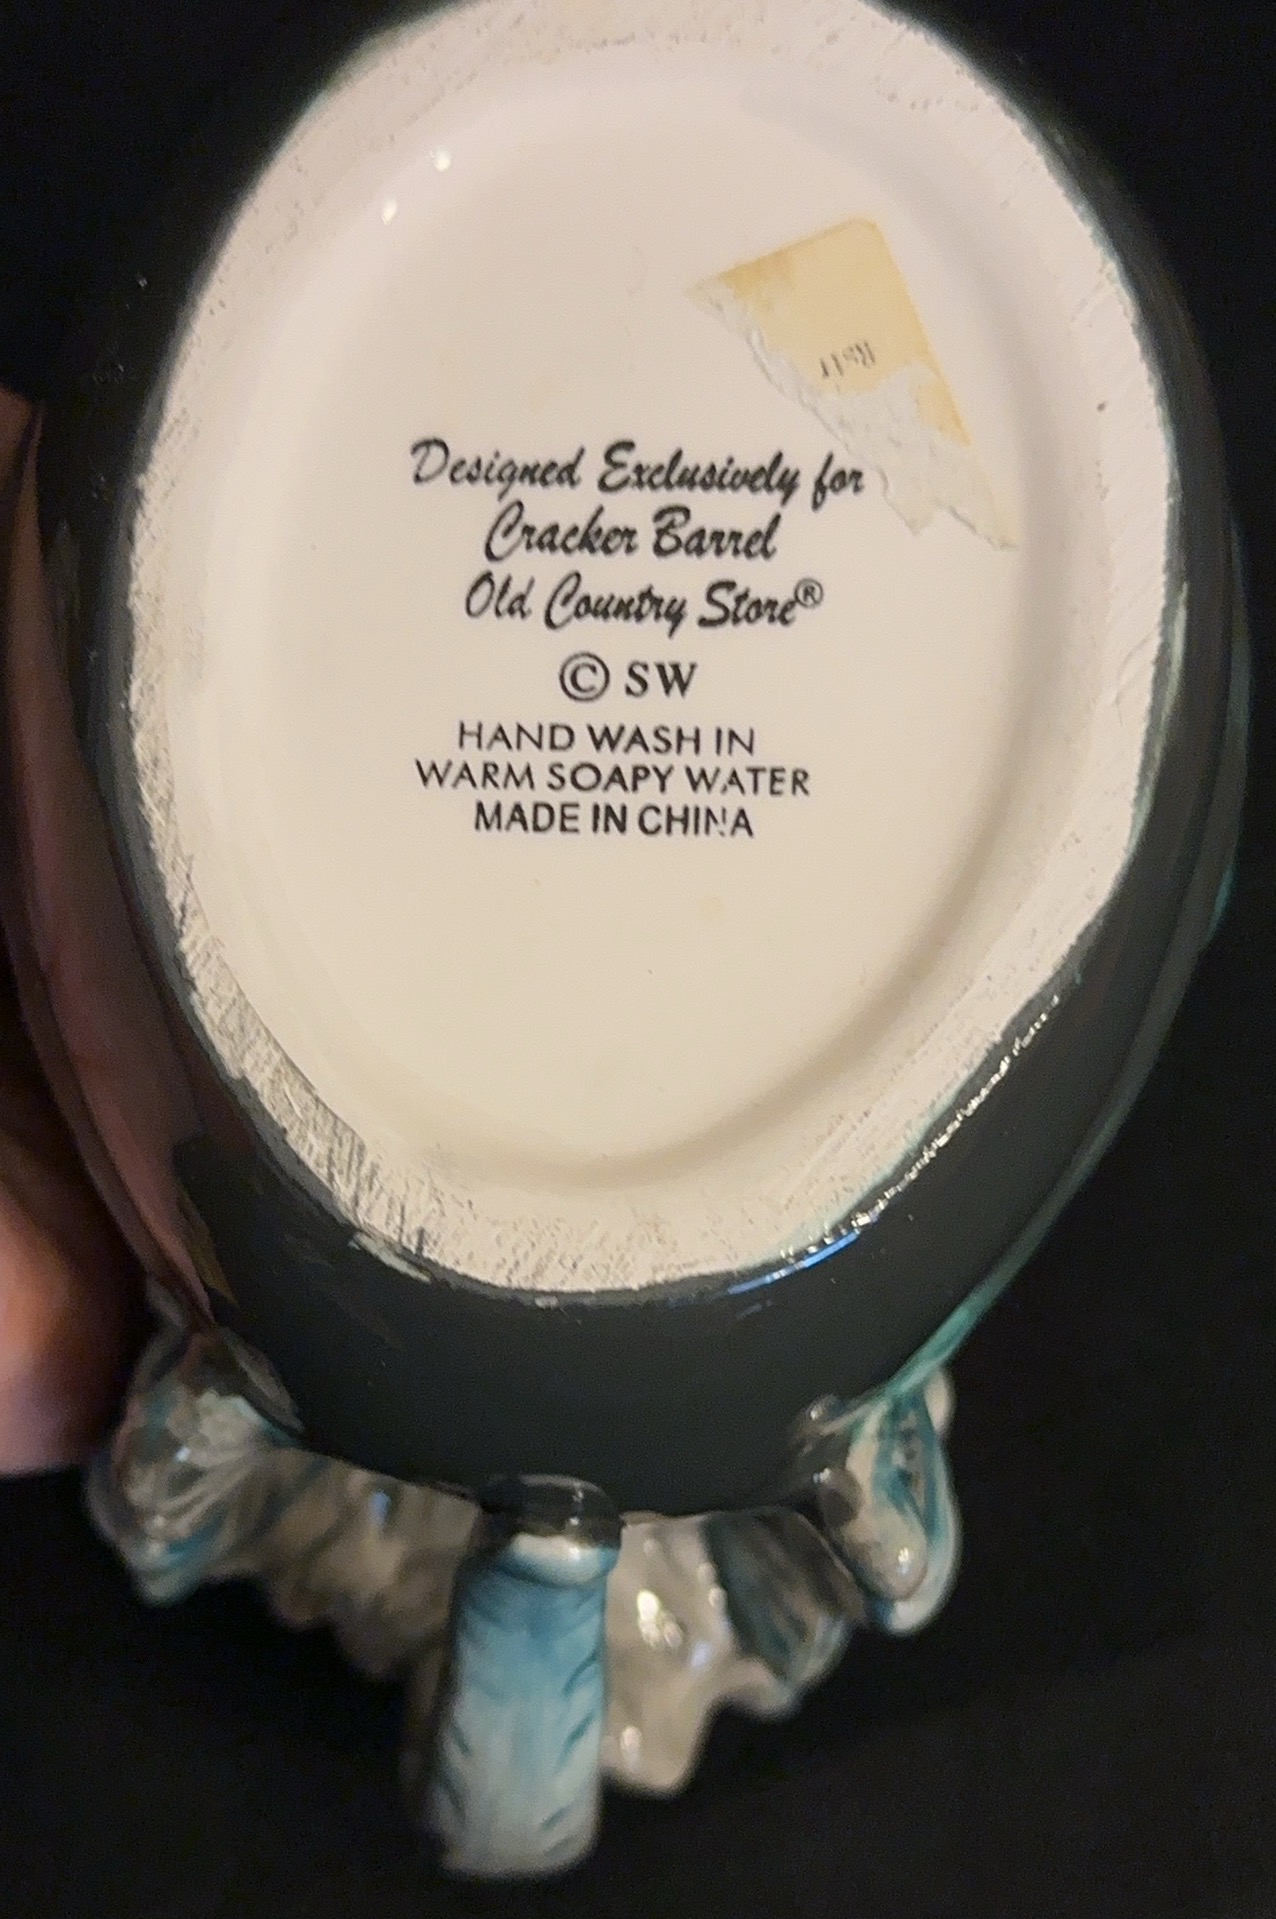 Designed Exclusively for
Cracker Barrel
Old Country Store®
© SW
HAND WASH IN
WARM SOAPY WATER
MADE IN CHINA